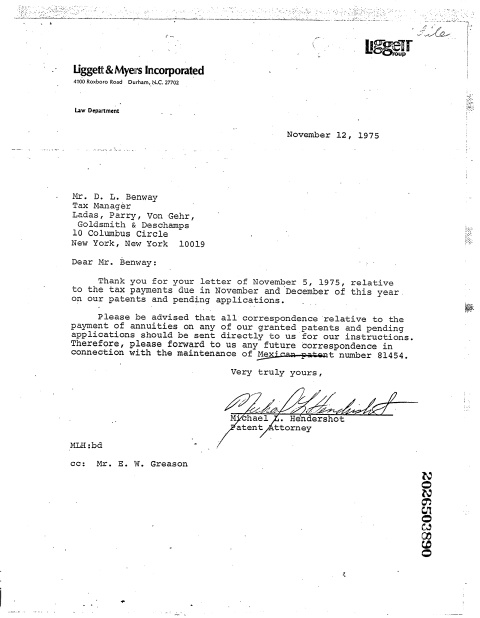 File
Liggett
GROUP
Liggett & Myers Incorporated
4100 Roxboro Road Durham, N.C. 27702
Law Department
November 12, 1975
Mr. D. L. Benway
Tax Manager
Ladas, Parry, Von Gehr,
Goldsmith & Deschamps
10 Columbus Circle
New York, New York 10019
Dear Mr. Benway:
Thank you for your letter of November 5, 1975, relative
to the tax payments due in November and December of this year
on our patents and pending applications.
Please be advised that all correspondence relative to the
payment of annuities on any of our granted patents and pending
applications should be sent directly to us for our instructions.
Therefore, please forward to us any future correspondence in
connection with the maintenance of Mexican patent number 81454.
Very truly yours,
Michael L. Hendershot
Michael L. Hendershot
Patent Attorney
MLH:bd
cc: Mr. E. W. Greason
2026503890